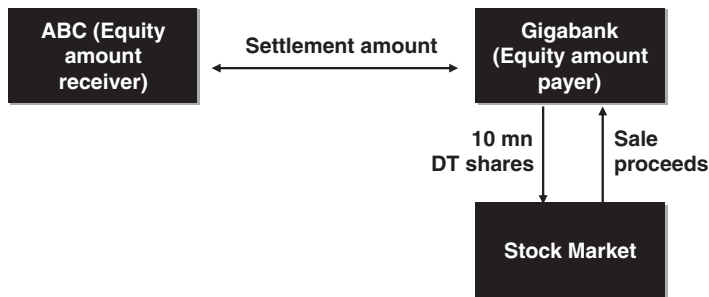 ABC (Equity
amount
receiver)
Settlement amount
Gigabank
(Equity amount
payer)
10 mn
DT shares
Sale
proceeds
Stock Market